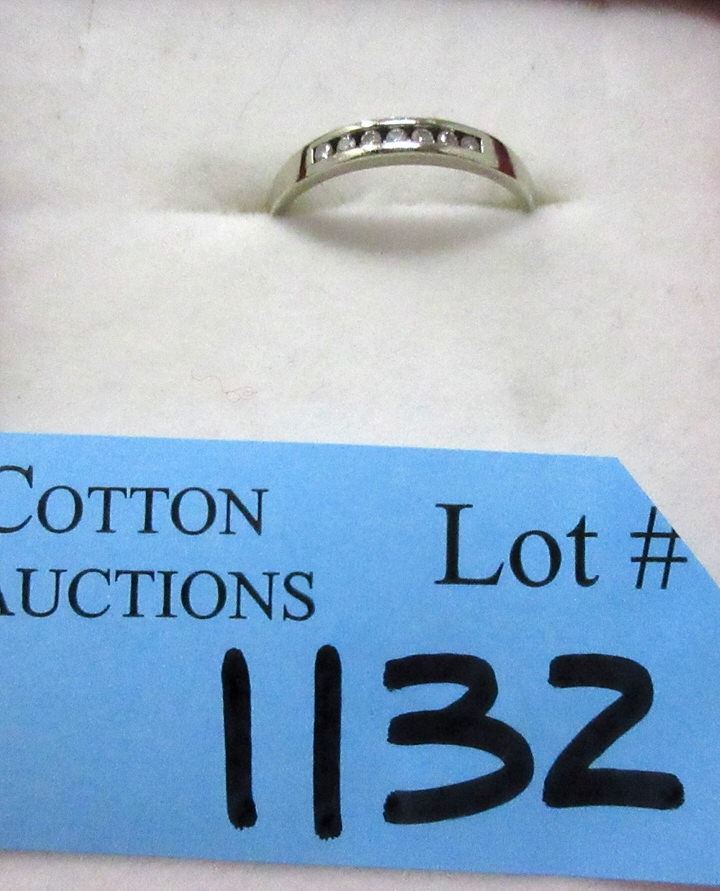 COTTON
AUCTIONS
Lot #
1132